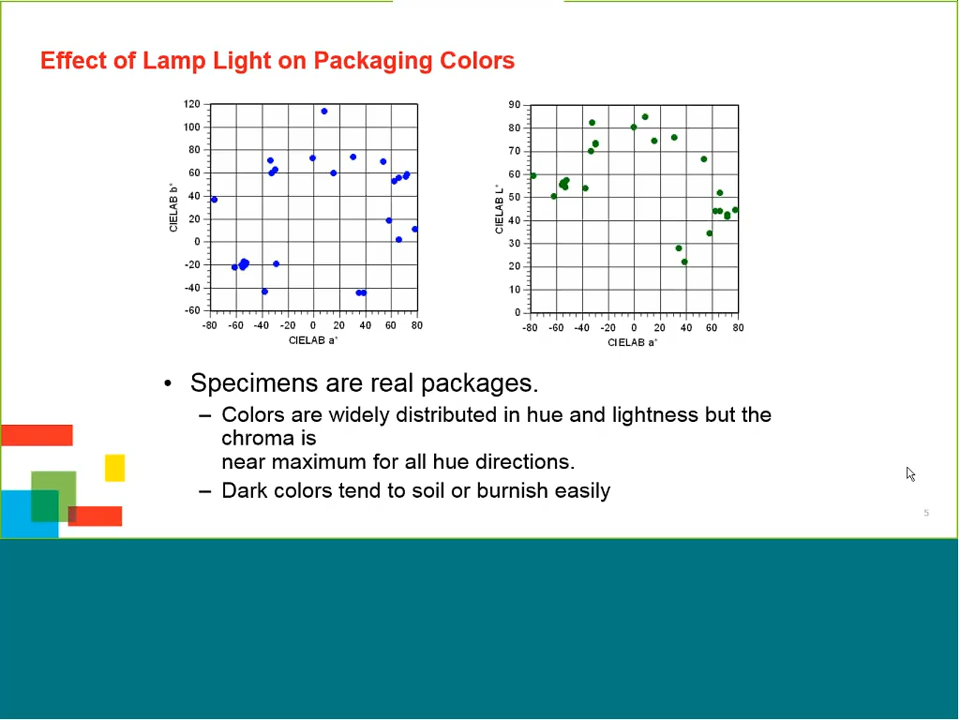 Effect of Lamp Light on Packaging Colors
120
100
80
60
40
20
0
-20
-40
-60
CIELAB b*
-80 -60 -40 -20 0 20 40 60 80
CIELAB a*
90
80
70
60
50
40
30
20
10
0
CIELAB L*
-80 -60 -40 -20 0 20 40 60 80
CIELAB a*
• Specimens are real packages.
– Colors are widely distributed in hue and lightness but the
chroma is
near maximum for all hue directions.
– Dark colors tend to soil or burnish easily
5